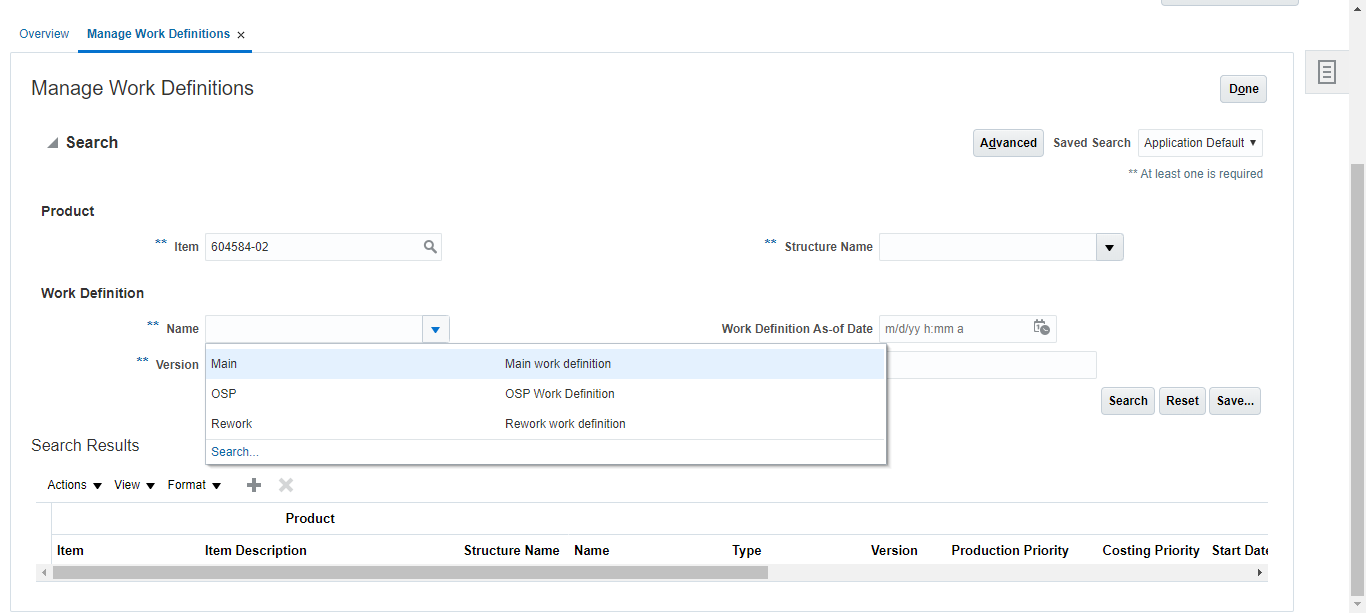 Overview Manage Work Definitions ×
Manage Work Definitions
Done
Search
Advanced Saved Search Application Default ▼
** At least one is required
Product
** Item 604584-02
** Structure Name
Work Definition
** Name
Work Definition As-of Date m/d/yy h:mm a
** Version
Main Main work definition
OSP OSP Work Definition
Rework Rework work definition
Search...
Search Reset Save...
Search Results
Actions ▼ View ▼ Format ▼
Product
Item Item Description Structure Name Name Type Version Production Priority Costing Priority Start Date